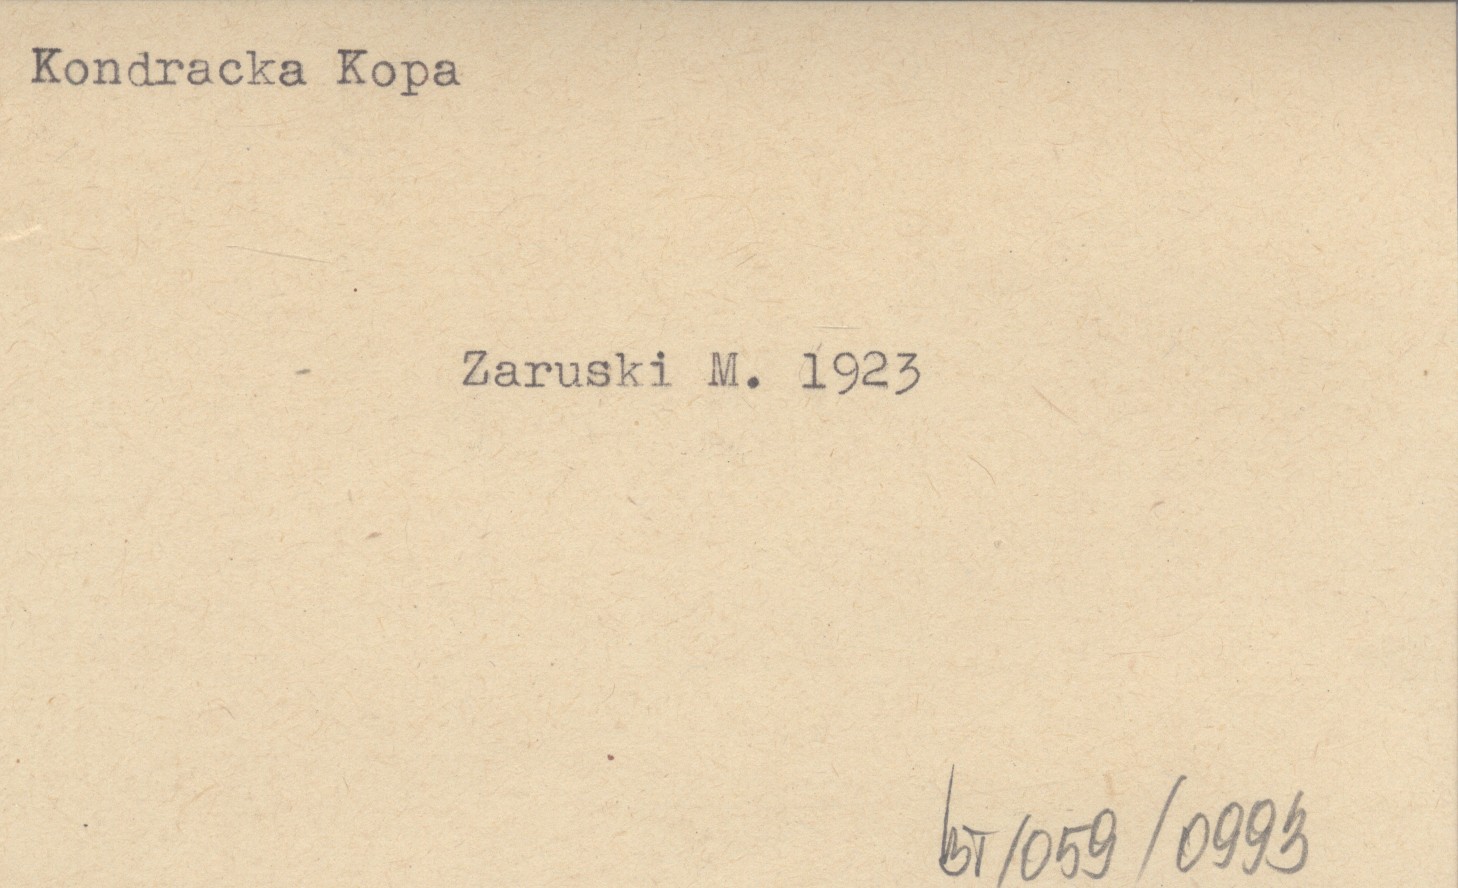 Kondracka Kopa
Zaruski M. 1923
BT/059/0993